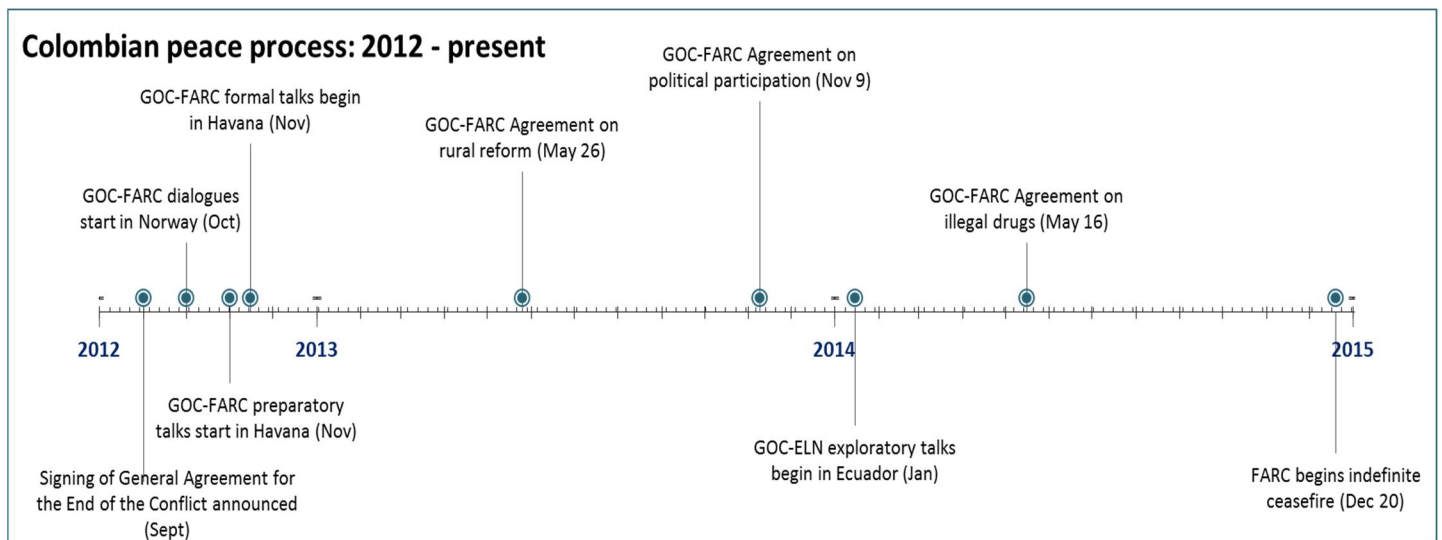 Colombian peace process: 2012 - present
GOC-FARC Agreement on
political participation (Nov 9)
GOC-FARC formal talks begin
in Havana (Nov)
GOC-FARC Agreement on
rural reform (May 26)
GOC-FARC dialogues
start in Norway (Oct)
GOC-FARC Agreement on
illegal drugs (May 16)
2012
2013
2014
2015
GOC-FARC preparatory
talks start in Havana (Nov)
GOC-ELN exploratory talks
begin in Ecuador (Jan)
Signing of General Agreement for
the End of the Conflict announced
(Sept)
FARC begins indefinite
ceasefire (Dec 20)